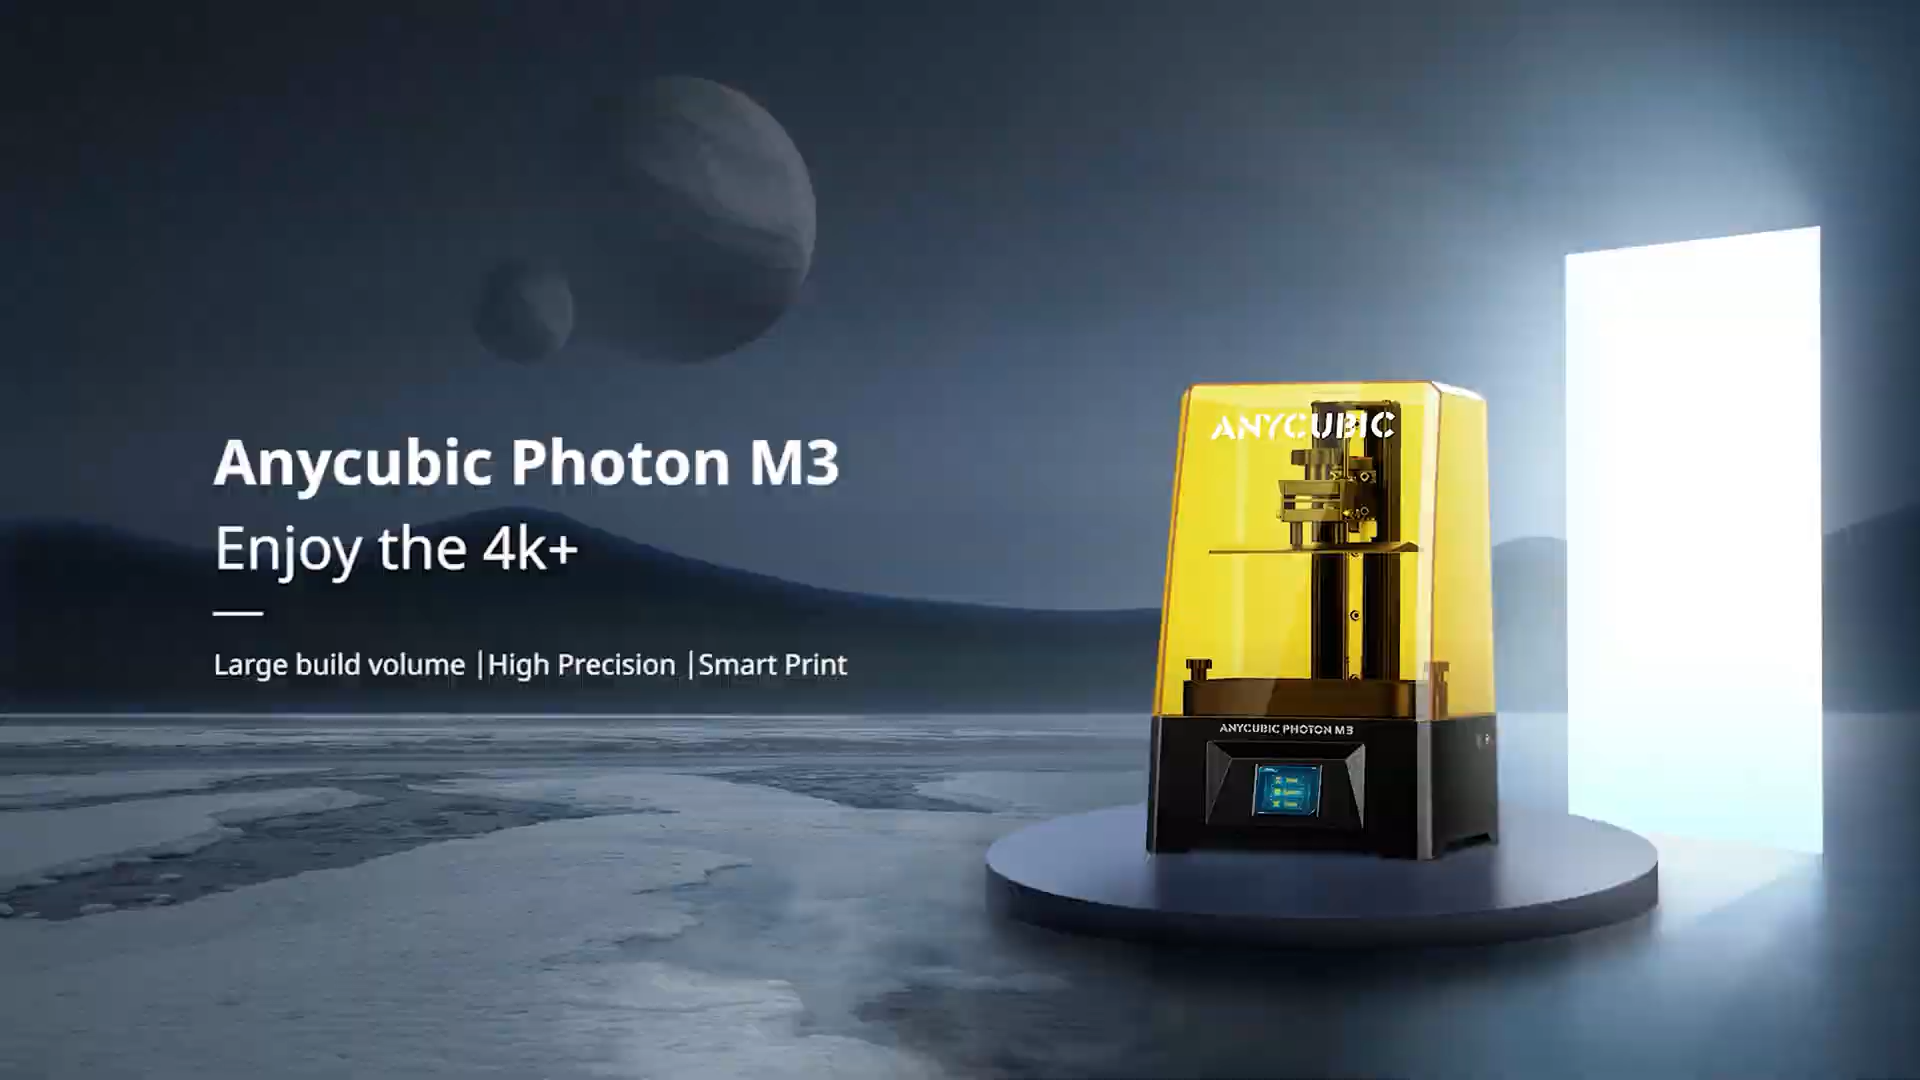 Anycubic Photon M3
Enjoy the 4k+
Large build volume |High Precision |Smart Print
ANYCUBIC
ANYCUBIC PHOTON M3